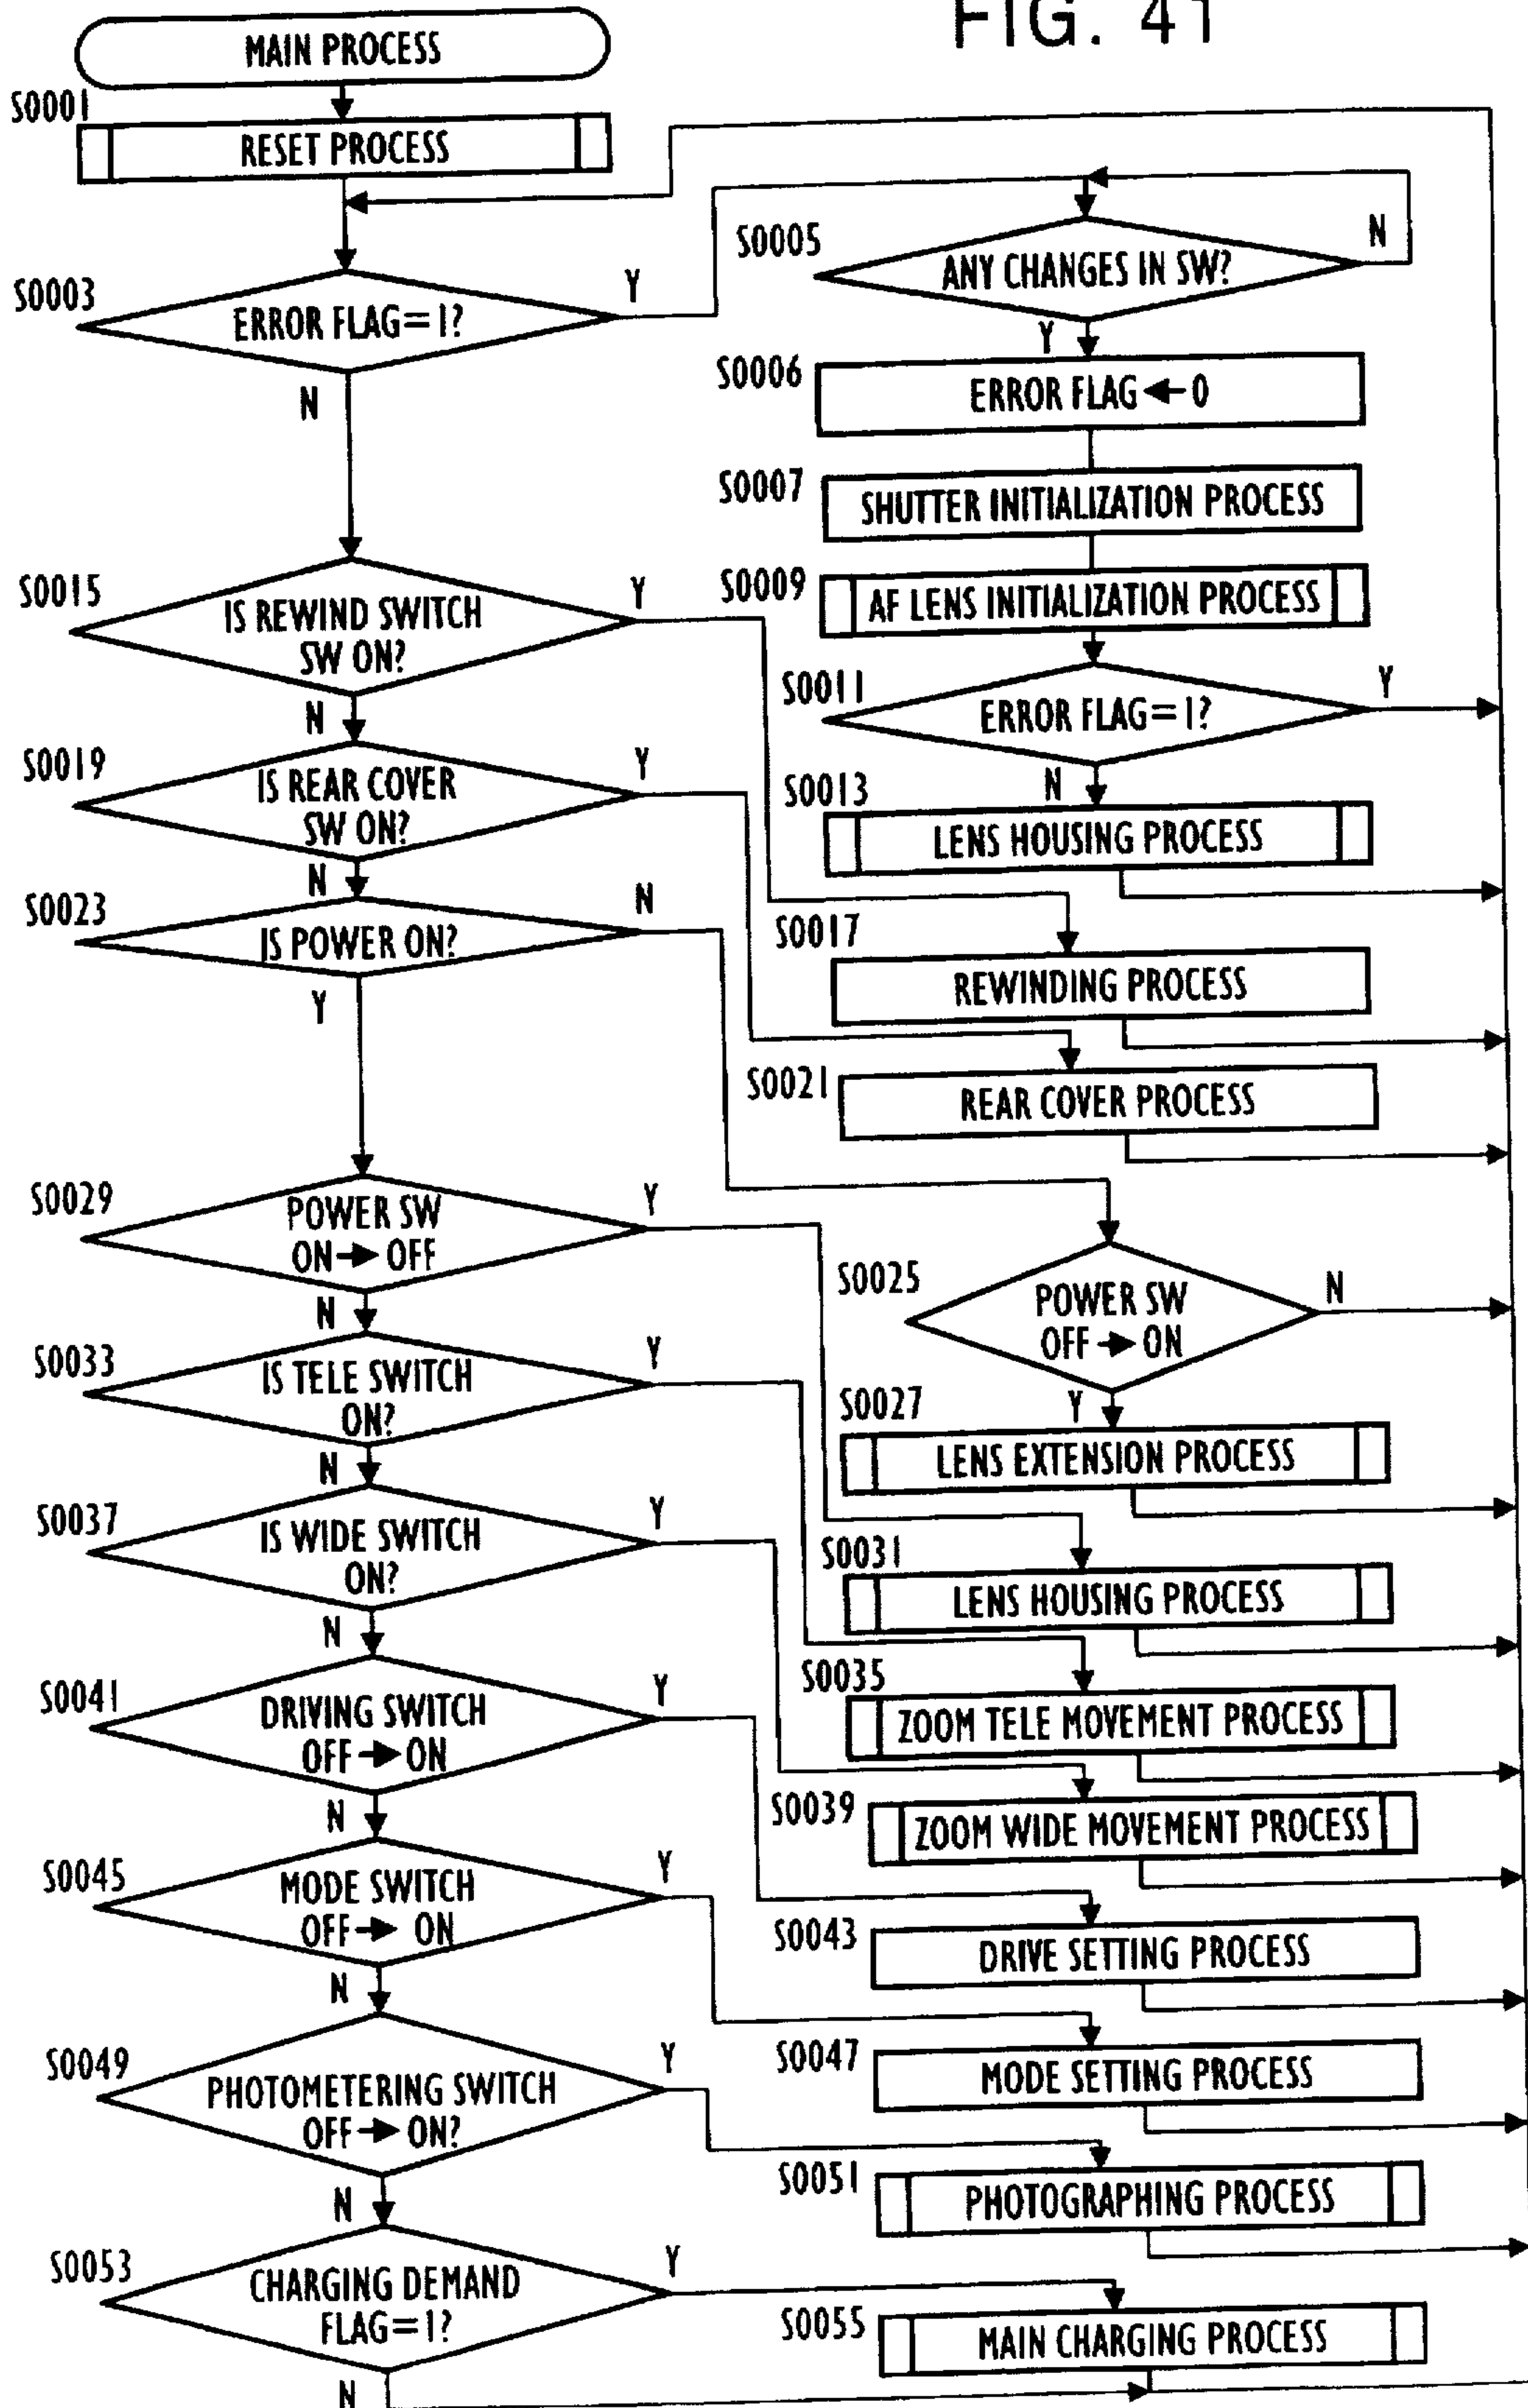 FIG. 41
MAIN PROCESS
S0001
RESET PROCESS
S0003
ERROR FLAG=1?
Y
N
S0005
ANY CHANGES IN SW?
N
Y
S0006
ERROR FLAG←0
S0007
SHUTTER INITIALIZATION PROCESS
S0009
AF LENS INITIALIZATION PROCESS
S0011
ERROR FLAG=1?
Y
N
S0013
LENS HOUSING PROCESS
S0015
IS REWIND SWITCH
SW ON?
Y
N
S0017
REWINDING PROCESS
S0019
IS REAR COVER
SW ON?
Y
N
S0021
REAR COVER PROCESS
S0023
IS POWER ON?
N
Y
S0025
POWER SW
OFF→ON
N
Y
S0027
LENS EXTENSION PROCESS
S0029
POWER SW
ON→OFF
Y
N
S0031
LENS HOUSING PROCESS
S0033
IS TELE SWITCH
ON?
Y
N
S0035
ZOOM TELE MOVEMENT PROCESS
S0037
IS WIDE SWITCH
ON?
Y
N
S0039
ZOOM WIDE MOVEMENT PROCESS
S0041
DRIVING SWITCH
OFF→ON
Y
N
S0043
DRIVE SETTING PROCESS
S0045
MODE SWITCH
OFF→ ON
Y
N
S0047
MODE SETTING PROCESS
S0049
PHOTOMETERING SWITCH
OFF→ON?
Y
N
S0051
PHOTOGRAPHING PROCESS
S0053
CHARGING DEMAND
FLAG=1?
Y
N
S0055
MAIN CHARGING PROCESS